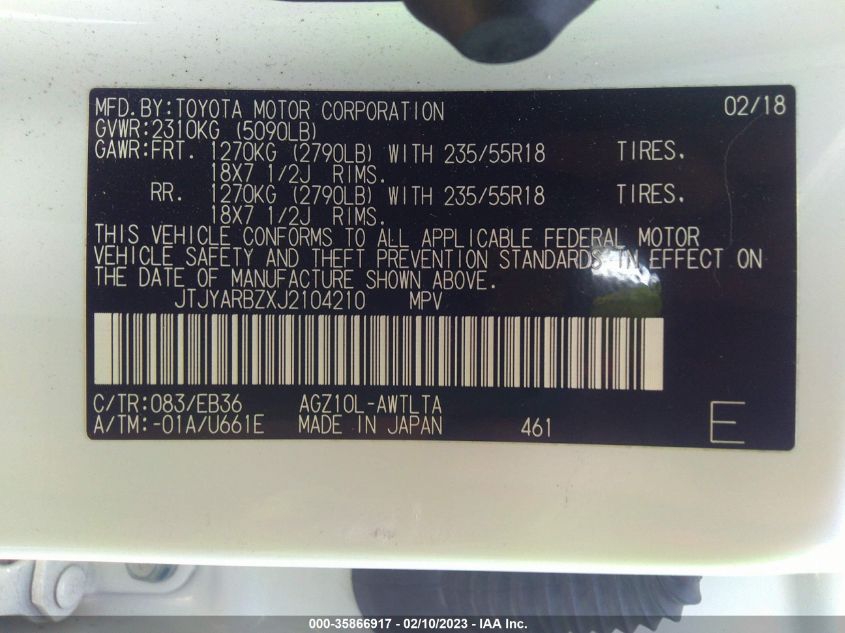 MFD.BY:TOYOTA MOTOR CORPORATION 02/18
GVWR:2310KG (5090LB)
GAWR:FRT. 1270KG (2790LB) WITH 235/55R18 TIRES,
18X7 1/2J RIMS.
RR. 1270KG (2790LB) WITH 235/55R18 TIRES,
18X7 1/2J RIMS.
THIS VEHICLE CONFORMS TO ALL APPLICABLE FEDERAL MOTOR
VEHICLE SAFETY AND THEFT PREVENTION STANDARDS IN EFFECT ON
THE DATE OF MANUFACTURE SHOWN ABOVE.
JTJYARBZXJ2104210 MPV
C/TR:083/EB36 AGZ10L-AWTLTA
A/TM:-01A/U661E MADE IN JAPAN 461 E
000-35866917 — 02/10/2023 — IAA Inc.